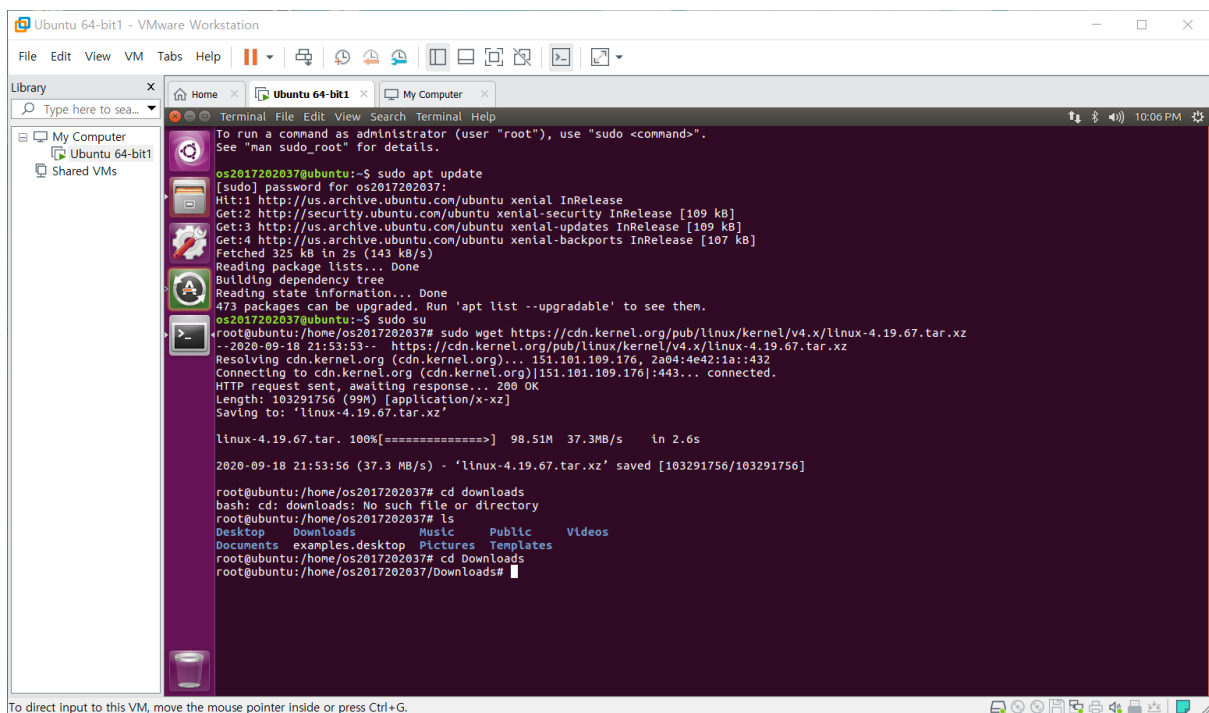 Ubuntu 64-bit1 - VMware Workstation
File Edit View VM Tabs Help
Library X
Type here to sea...
My Computer
Ubuntu 64-bit1
Shared VMs
Home
Ubuntu 64-bit1
My Computer
Terminal File Edit View Search Terminal Help
10:06 PM
To run a command as administrator (user "root"), use "sudo <command>".
See "man sudo_root" for details.
os2017202037@ubuntu:~$ sudo apt update
[sudo] password for os2017202037:
Hit:1 http://us.archive.ubuntu.com/ubuntu xenial InRelease
Get:2 http://security.ubuntu.com/ubuntu xenial-security InRelease [109 kB]
Get:3 http://us.archive.ubuntu.com/ubuntu xenial-updates InRelease [109 kB]
Get:4 http://us.archive.ubuntu.com/ubuntu xenial-backports InRelease [107 kB]
Fetched 325 kB in 2s (143 kB/s)
Reading package lists... Done
Building dependency tree
Reading state information... Done
473 packages can be upgraded. Run 'apt list --upgradable' to see them.
os2017202037@ubuntu:~$ sudo su
root@ubuntu:/home/os2017202037# sudo wget https://cdn.kernel.org/pub/linux/kernel/v4.x/linux-4.19.67.tar.xz
--2020-09-18 21:53:53-- https://cdn.kernel.org/pub/linux/kernel/v4.x/linux-4.19.67.tar.xz
Resolving cdn.kernel.org (cdn.kernel.org)... 151.101.109.176, 2a04:4e42:1a::432
Connecting to cdn.kernel.org (cdn.kernel.org)|151.101.109.176|:443... connected.
HTTP request sent, awaiting response... 200 OK
Length: 103291756 (99M) [application/x-xz]
Saving to: ‘linux-4.19.67.tar.xz’
linux-4.19.67.tar. 100%[==============>] 98.51M 37.3MB/s in 2.6s
2020-09-18 21:53:56 (37.3 MB/s) - ‘linux-4.19.67.tar.xz’ saved [103291756/103291756]
root@ubuntu:/home/os2017202037# cd downloads
bash: cd: downloads: No such file or directory
root@ubuntu:/home/os2017202037# ls
Desktop Downloads Music Public Videos
Documents examples.desktop Pictures Templates
root@ubuntu:/home/os2017202037# cd Downloads
root@ubuntu:/home/os2017202037/Downloads#
To direct input to this VM, move the mouse pointer inside or press Ctrl+G.